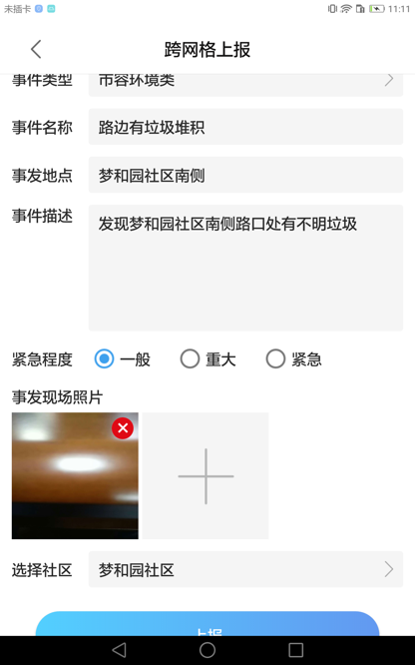 未插卡 11:11
跨网格上报
事件类型 市容环境类
事件名称 路边有垃圾堆积
事发地点 梦和园社区南侧
事件描述 发现梦和园社区南侧路口处有不明垃圾
紧急程度 一般 重大 紧急
事发现场照片
选择社区 梦和园社区
上报